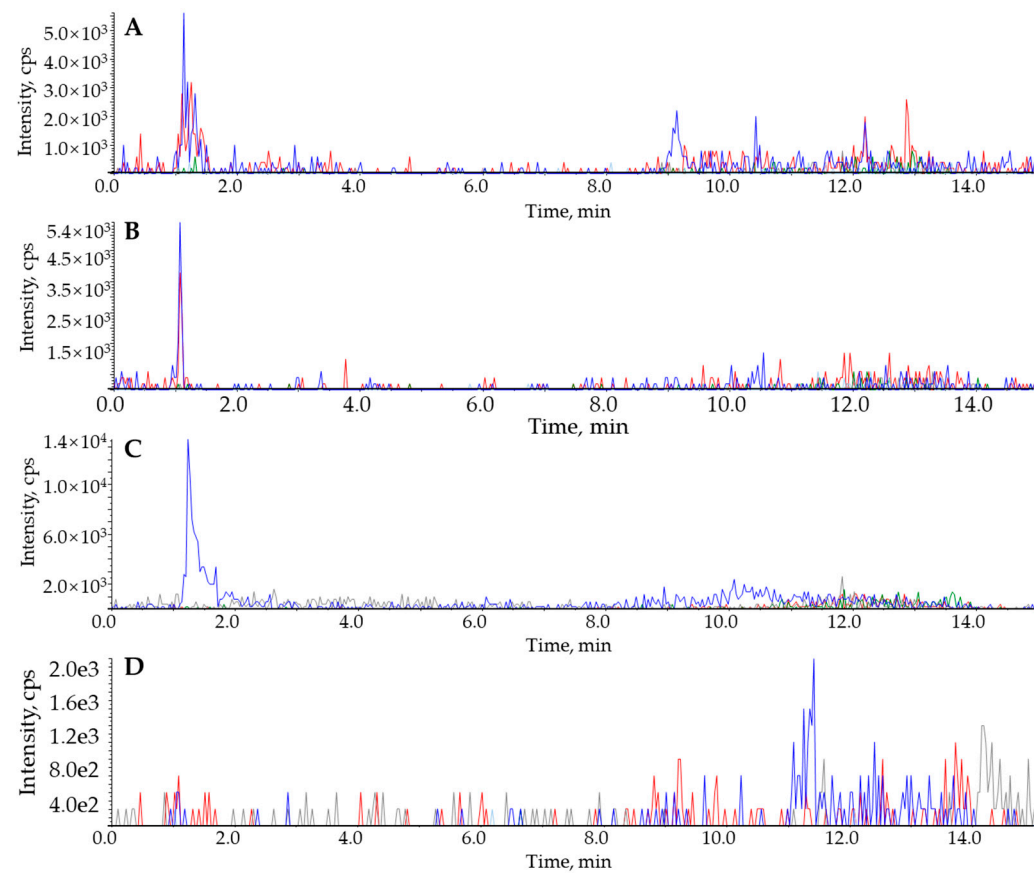 A
Intensity, cps
5.0×10³
4.0×10³
3.0×10³
2.0×10³
1.0×10³
0.0 2.0 4.0 6.0 8.0 10.0 12.0 14.0
Time, min
B
Intensity, cps
5.4×10³
4.5×10³
3.5×10³
2.5×10³
1.5×10³
0.0 2.0 4.0 6.0 8.0 10.0 12.0 14.0
Time, min
C
Intensity, cps
1.4×10⁴
1.0×10⁴
6.0×10³
2.0×10³
0.0 2.0 4.0 6.0 8.0 10.0 12.0 14.0
Time, min
D
Intensity, cps
2.0e3
1.6e3
1.2e3
8.0e2
4.0e2
0.0 2.0 4.0 6.0 8.0 10.0 12.0 14.0
Time, min